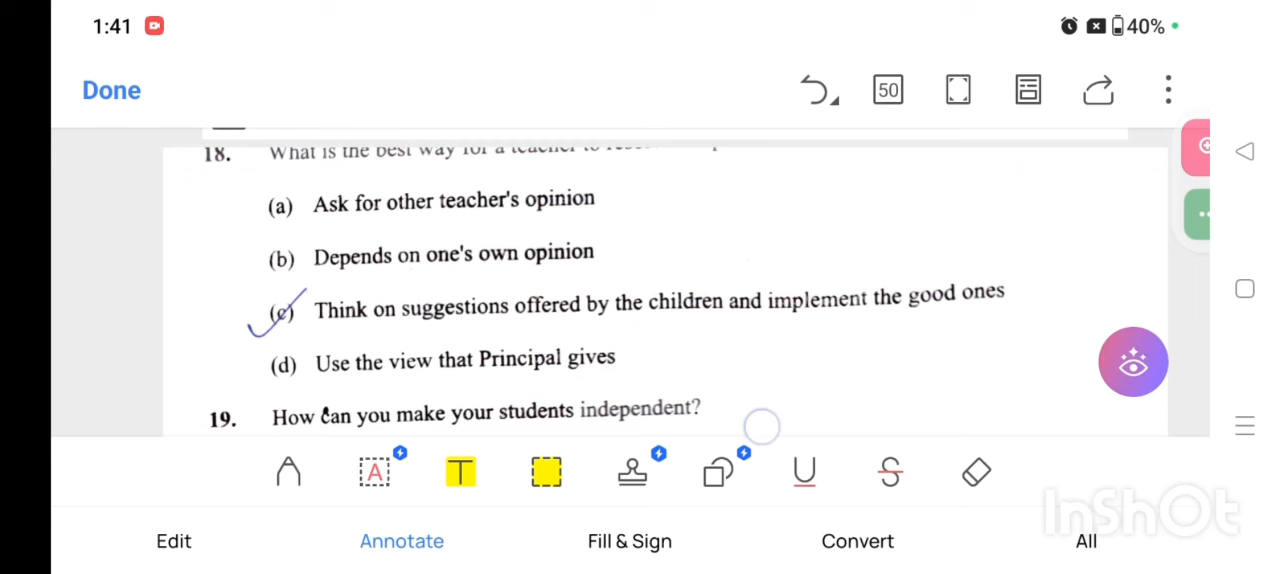 1:41
40%
Done
50
18. What is the best way for a teacher to
(a) Ask for other teacher's opinion
(b) Depends on one's own opinion
(c) Think on suggestions offered by the children and implement the good ones
(d) Use the view that Principal gives
19. How can you make your students independent?
A T U S
InShOt
Edit Annotate Fill & Sign Convert All